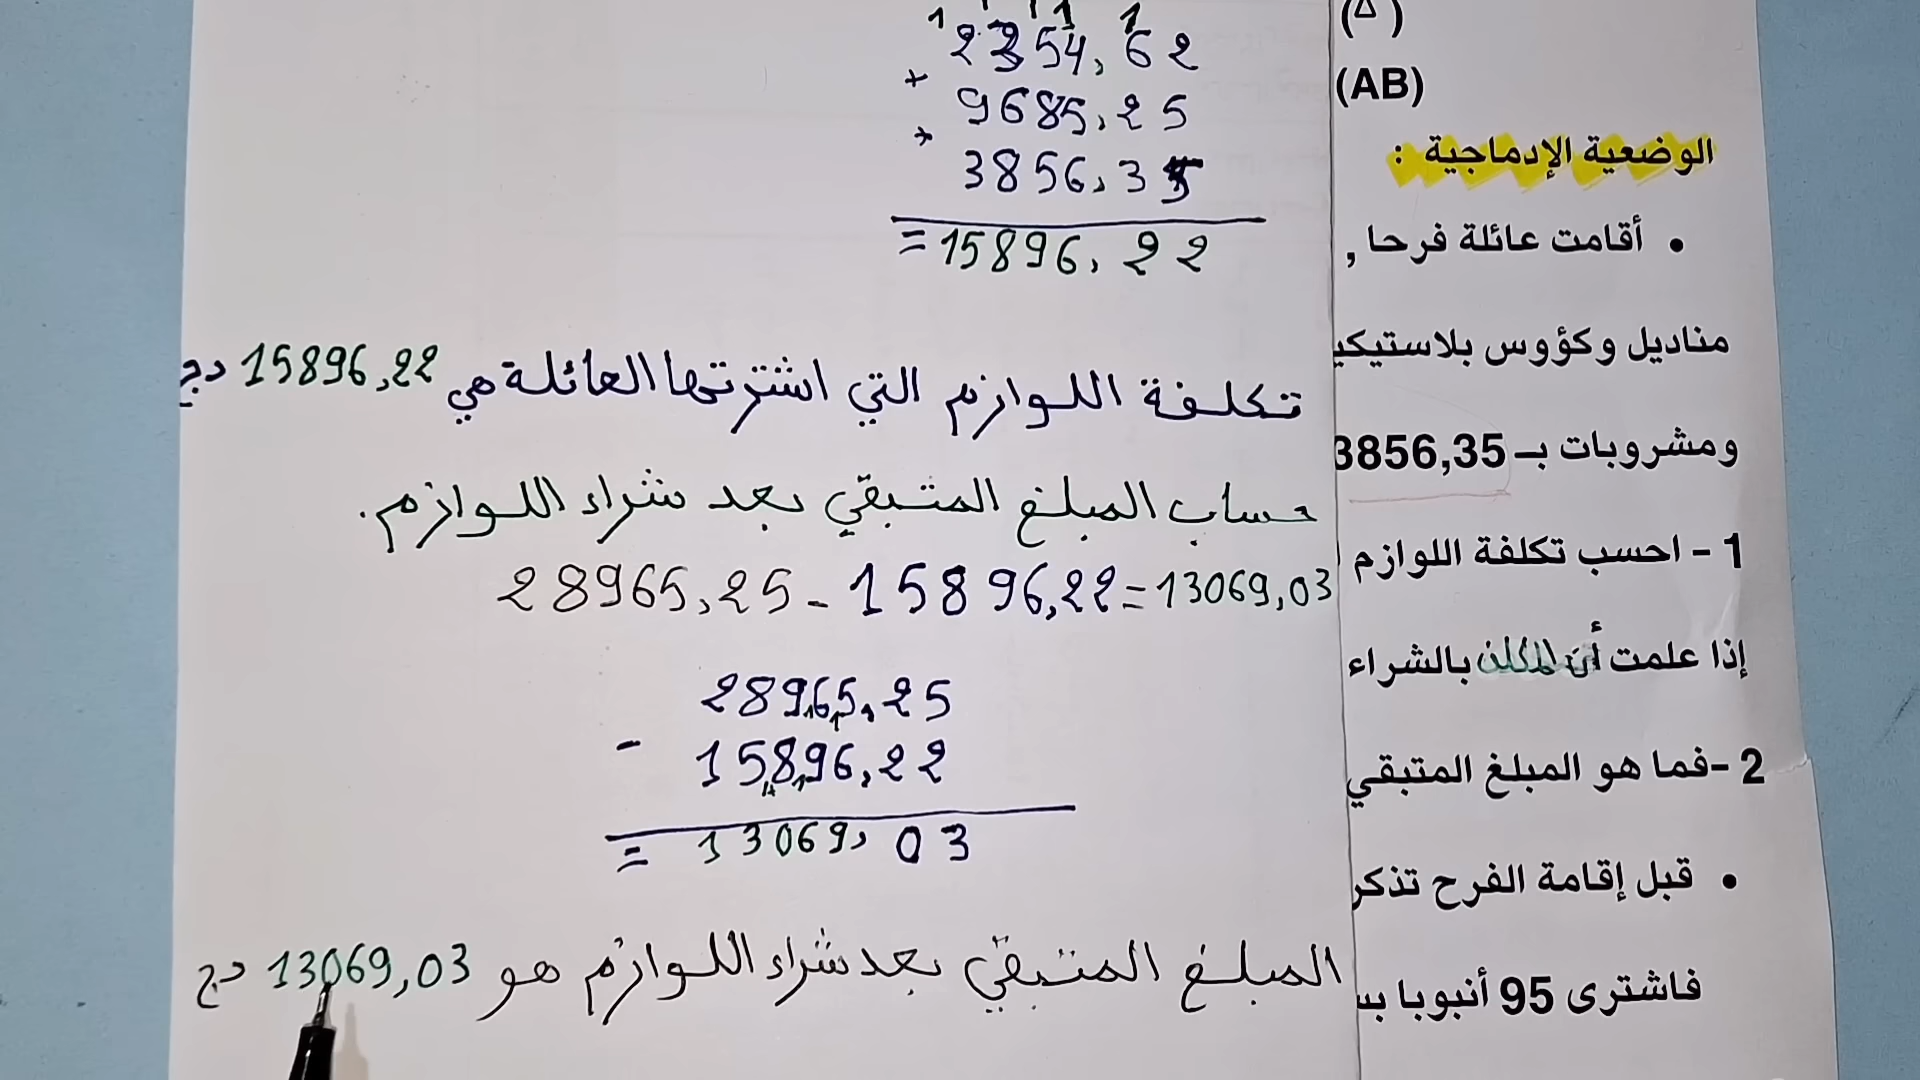 (Δ)
(AB)
الوضعية الإدماجية :
• أقامت عائلة فرحا ,
مناديل وكؤوس بلاستيكي
ومشروبات بـ 3856,35
1 - احسب تكلفة اللوازم
إذا علمت أن بالشراء
2 -فما هو المبلغ المتبقي
• قبل إقامة الفرح تذكر
فاشترى 95 أنبوبا بس
2354,62
+ 9685,25
+ 3856,35
= 15896,22
تكلفة اللوازم التي اشترتها العائلة هي 15896,22 دج
حساب المبلغ المتبقي بعد شراء اللوازم.
28965,25 - 15896,22 = 13069,03
28965,25
- 15896,22
= 13069,03
المبلغ المتبقي بعد شراء اللوازم هو 13069,03 دج